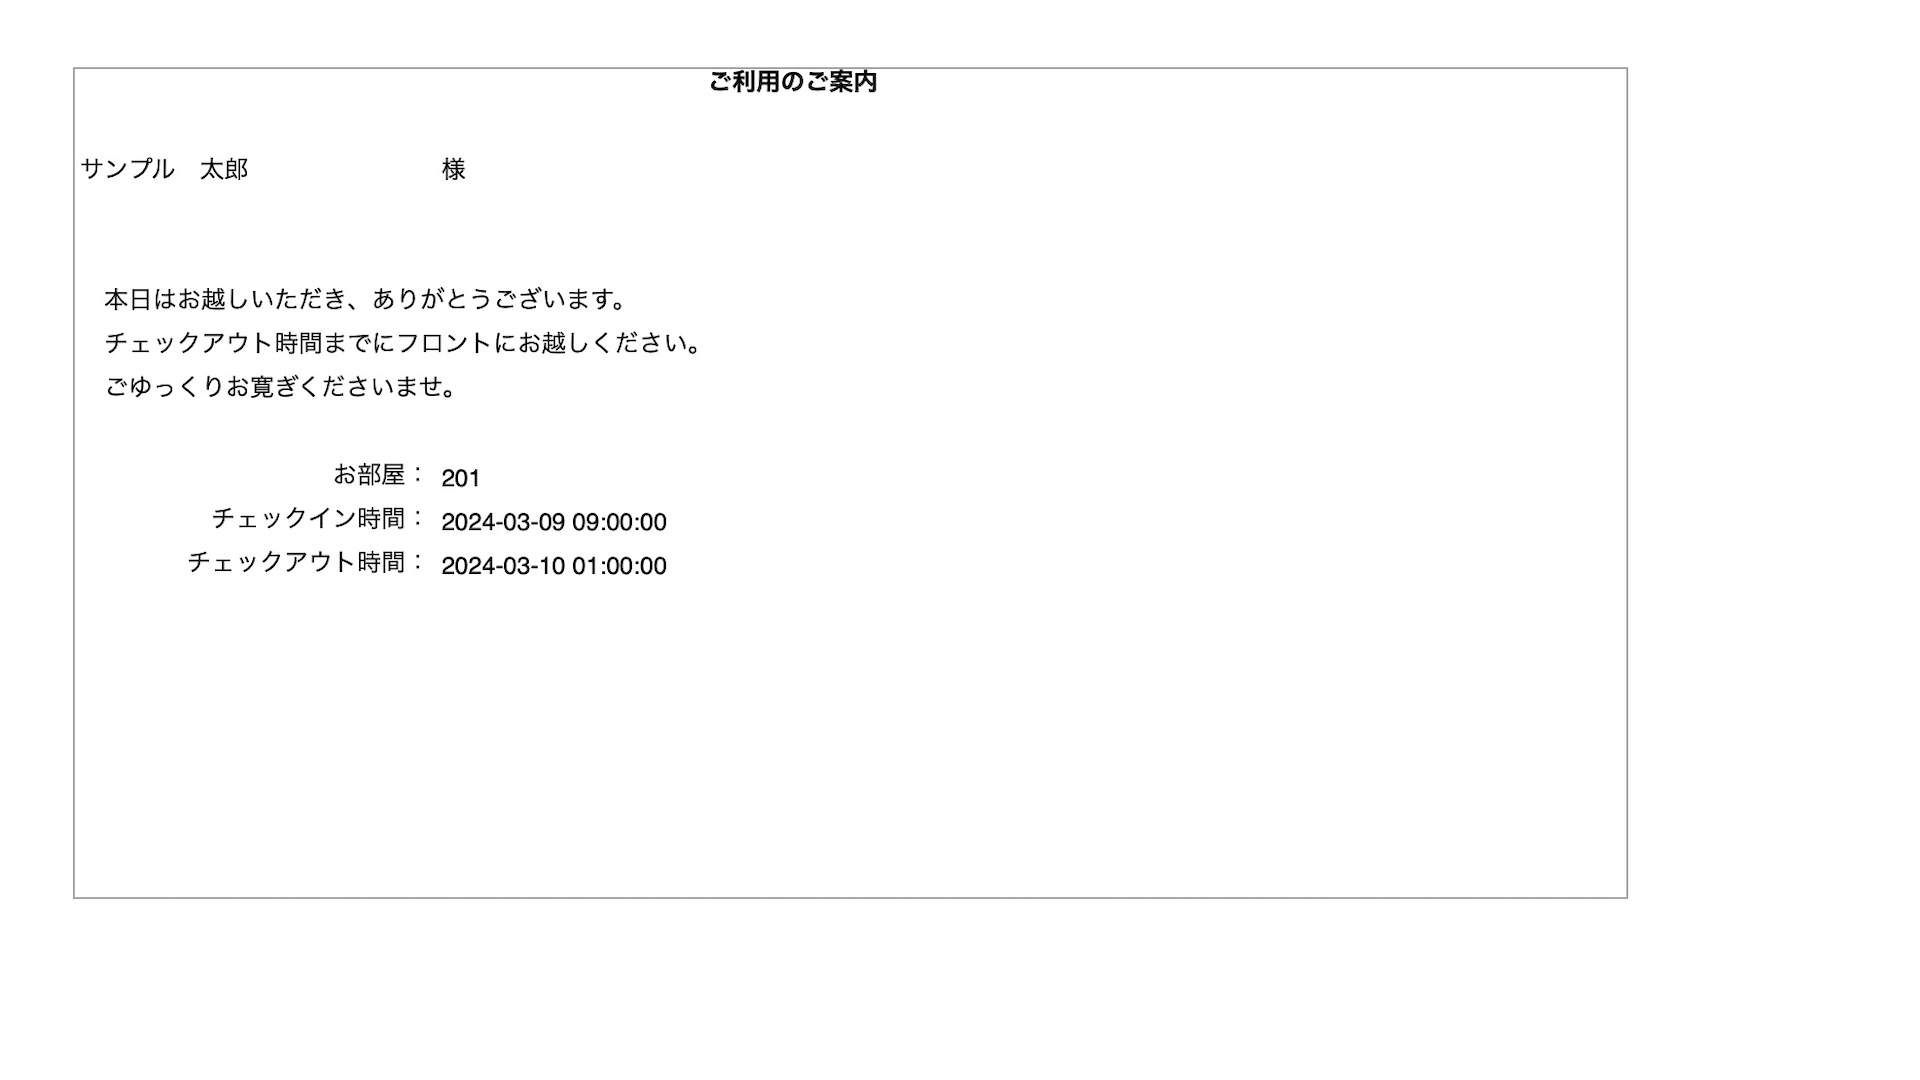 ご利用のご案内
サンプル　太郎　様
本日はお越しいただき、ありがとうございます。
チェックアウト時間までにフロントにお越しください。
ごゆっくりお寛ぎくださいませ。
お部屋： 201
チェックイン時間： 2024-03-09 09:00:00
チェックアウト時間： 2024-03-10 01:00:00